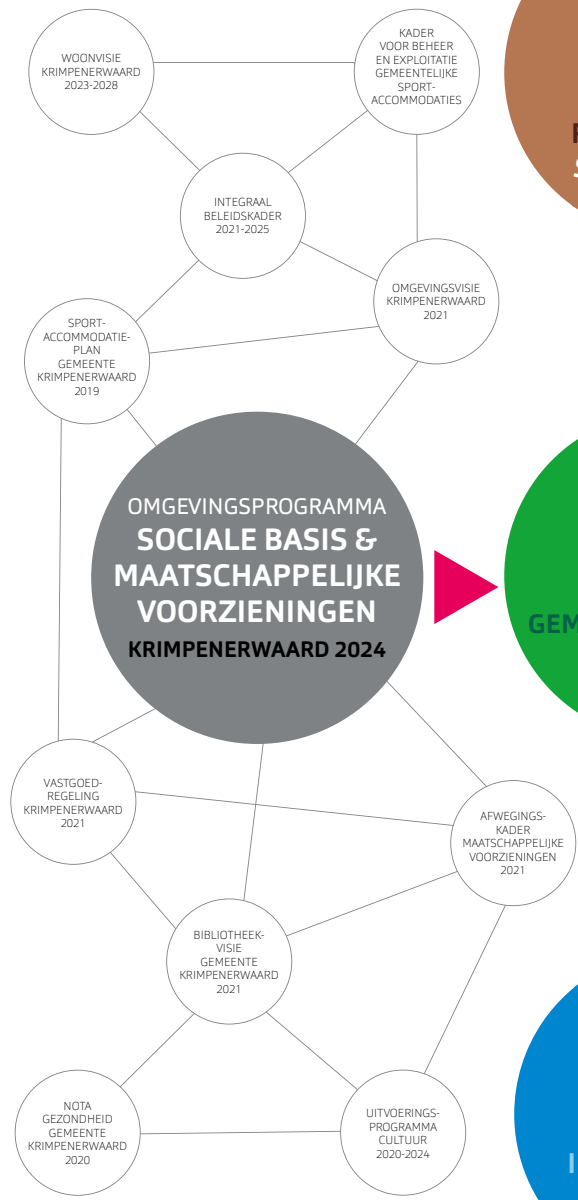 WOONVISIE
KRIMPENERWAARD
2023-2028
KADER
VOOR BEHEER
EN EXPLOITATIE
GEMEENTELIJKE
SPORT-
ACCOMMODATIES
INTEGRAAL
BELEIDSKADER
2021-2025
OMGEVINGSVISIE
KRIMPENERWAARD
2021
SPORT-
ACCOMMODATIE-
PLAN
GEMEENTE
KRIMPENERWAARD
2019
OMGEVINGSPROGRAMMA
SOCIALE BASIS &
MAATSCHAPPELIJKE
VOORZIENINGEN
KRIMPENERWAARD 2024
GEM
VASTGOED-
REGELING
KRIMPENERWAARD
2021
AFWEGINGS-
KADER
MAATSCHAPPELIJKE
VOORZIENINGEN
2021
BIBLIOTHEEK-
VISIE
GEMEENTE
KRIMPENERWAARD
2021
NOTA
GEZONDHEID
GEMEENTE
KRIMPENERWAARD
2020
UITVOERINGS-
PROGRAMMA
CULTUUR
2020-2024